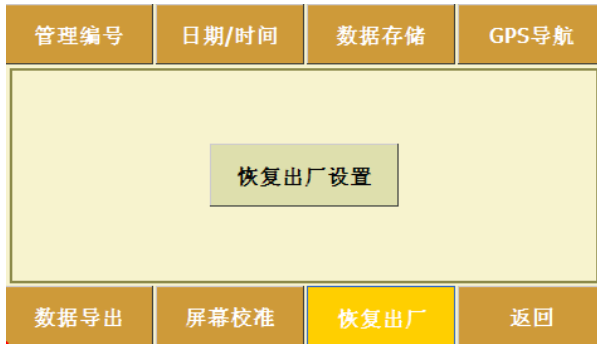 管理编号 日期/时间 数据存储 GPS导航
恢复出厂设置
数据导出 屏幕校准 恢复出厂 返回